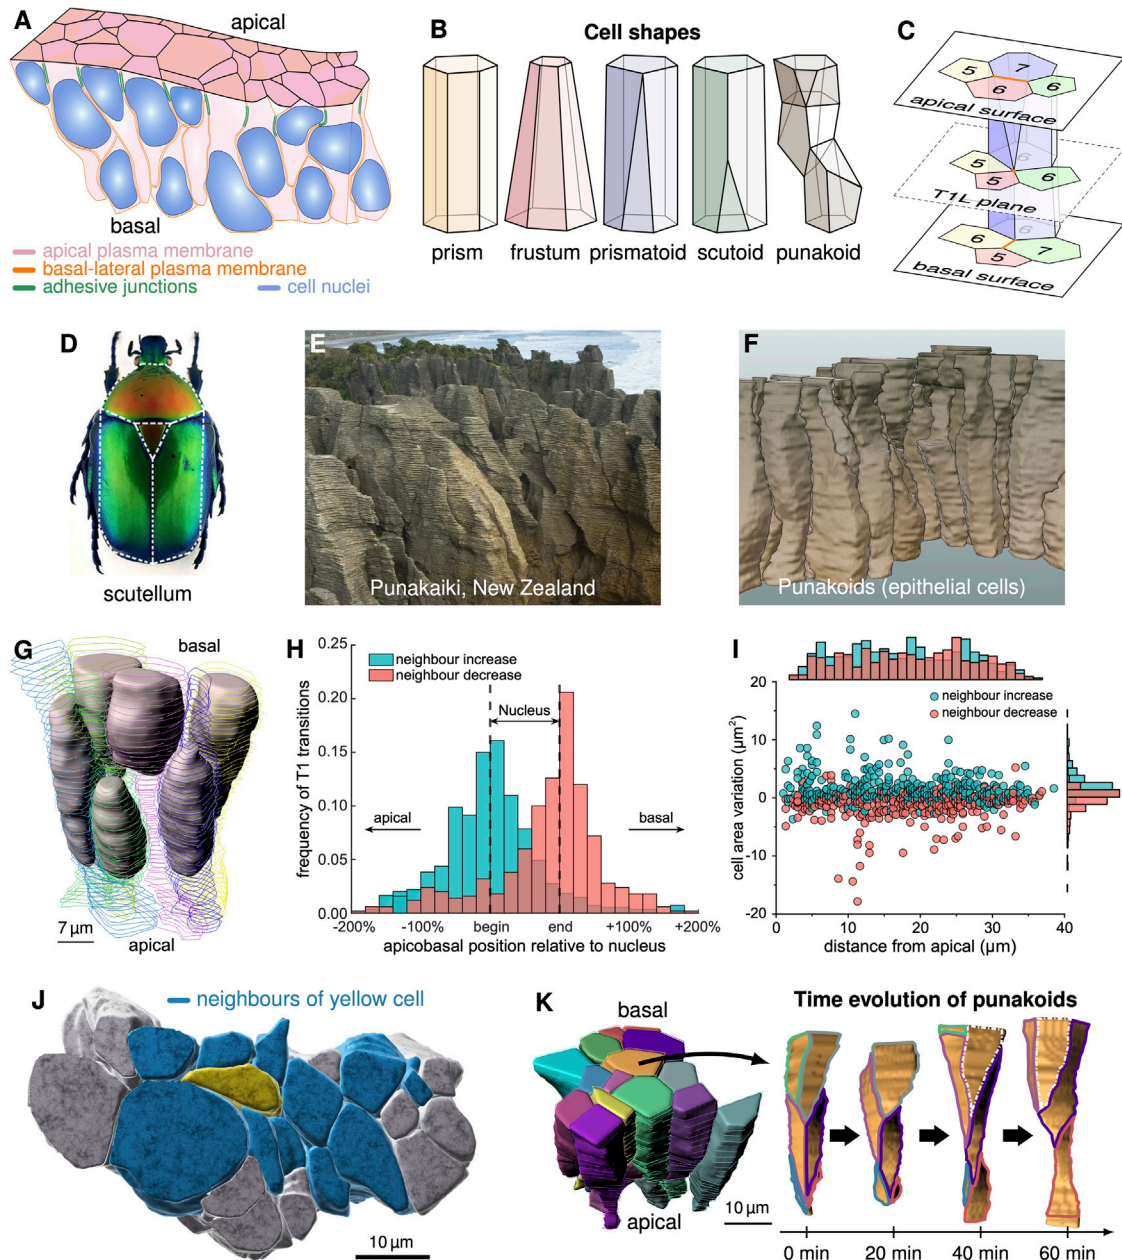 A
apical
basal
apical plasma membrane
basal-lateral plasma membrane
adhesive junctions
cell nuclei
B
Cell shapes
prism
frustum
prismatoid
scutoid
punakoid
C
5
7
6
6
apical surface
6
5
5
6
T1L plane
6
6
7
5
basal surface
D
scutellum
E
Punakaiki, New Zealand
F
Punakoids (epithelial cells)
G
basal
7 µm
apical
H
neighbour increase
neighbour decrease
Nucleus
apical
basal
frequency of T1 transitions
0.25
0.20
0.15
0.10
0.05
0.00
-200%
-100%
begin
end
+100%
+200%
apicobasal position relative to nucleus
I
neighbour increase
neighbour decrease
cell area variation (µm²)
20
10
0
-10
-20
0
10
20
30
40
distance from apical (µm)
J
neighbours of yellow cell
10 µm
K
basal
apical
10 µm
Time evolution of punakoids
0 min
20 min
40 min
60 min